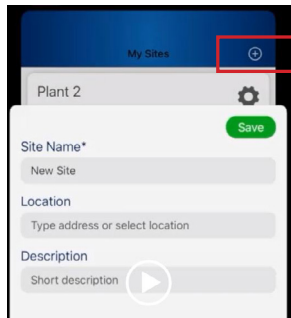 My Sites
Plant 2
Save
Site Name*
New Site
Location
Type address or select location
Description
Short description